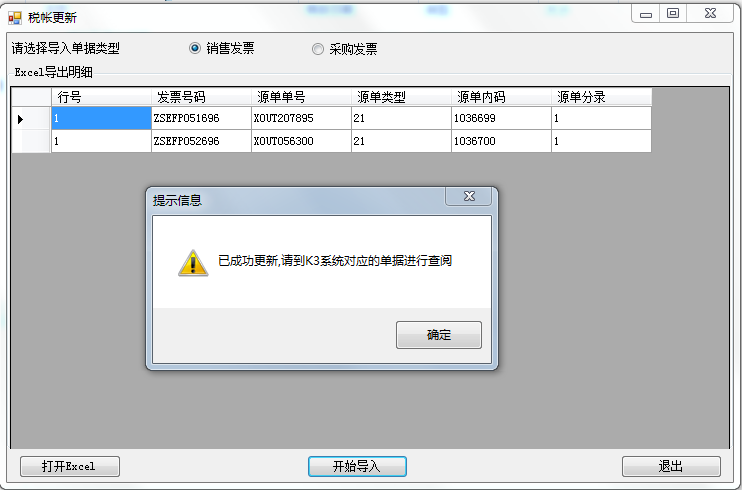 税帐更新
请选择导入单据类型 销售发票 采购发票
Excel导出明细
行号 发票号码 源单单号 源单类型 源单内码 源单分录
1 ZSEFP051696 XOUT207895 21 1036699 1
1 ZSEFP052696 XOUT056300 21 1036700 1
提示信息
已成功更新,请到K3系统对应的单据进行查阅
确定
打开Excel 开始导入 退出